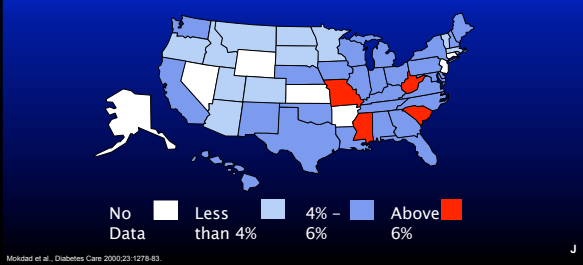 No Data
Less than 4%
4% – 6%
Above 6%
J
Mokdad et al., Diabetes Care 2000;23:1278-83.